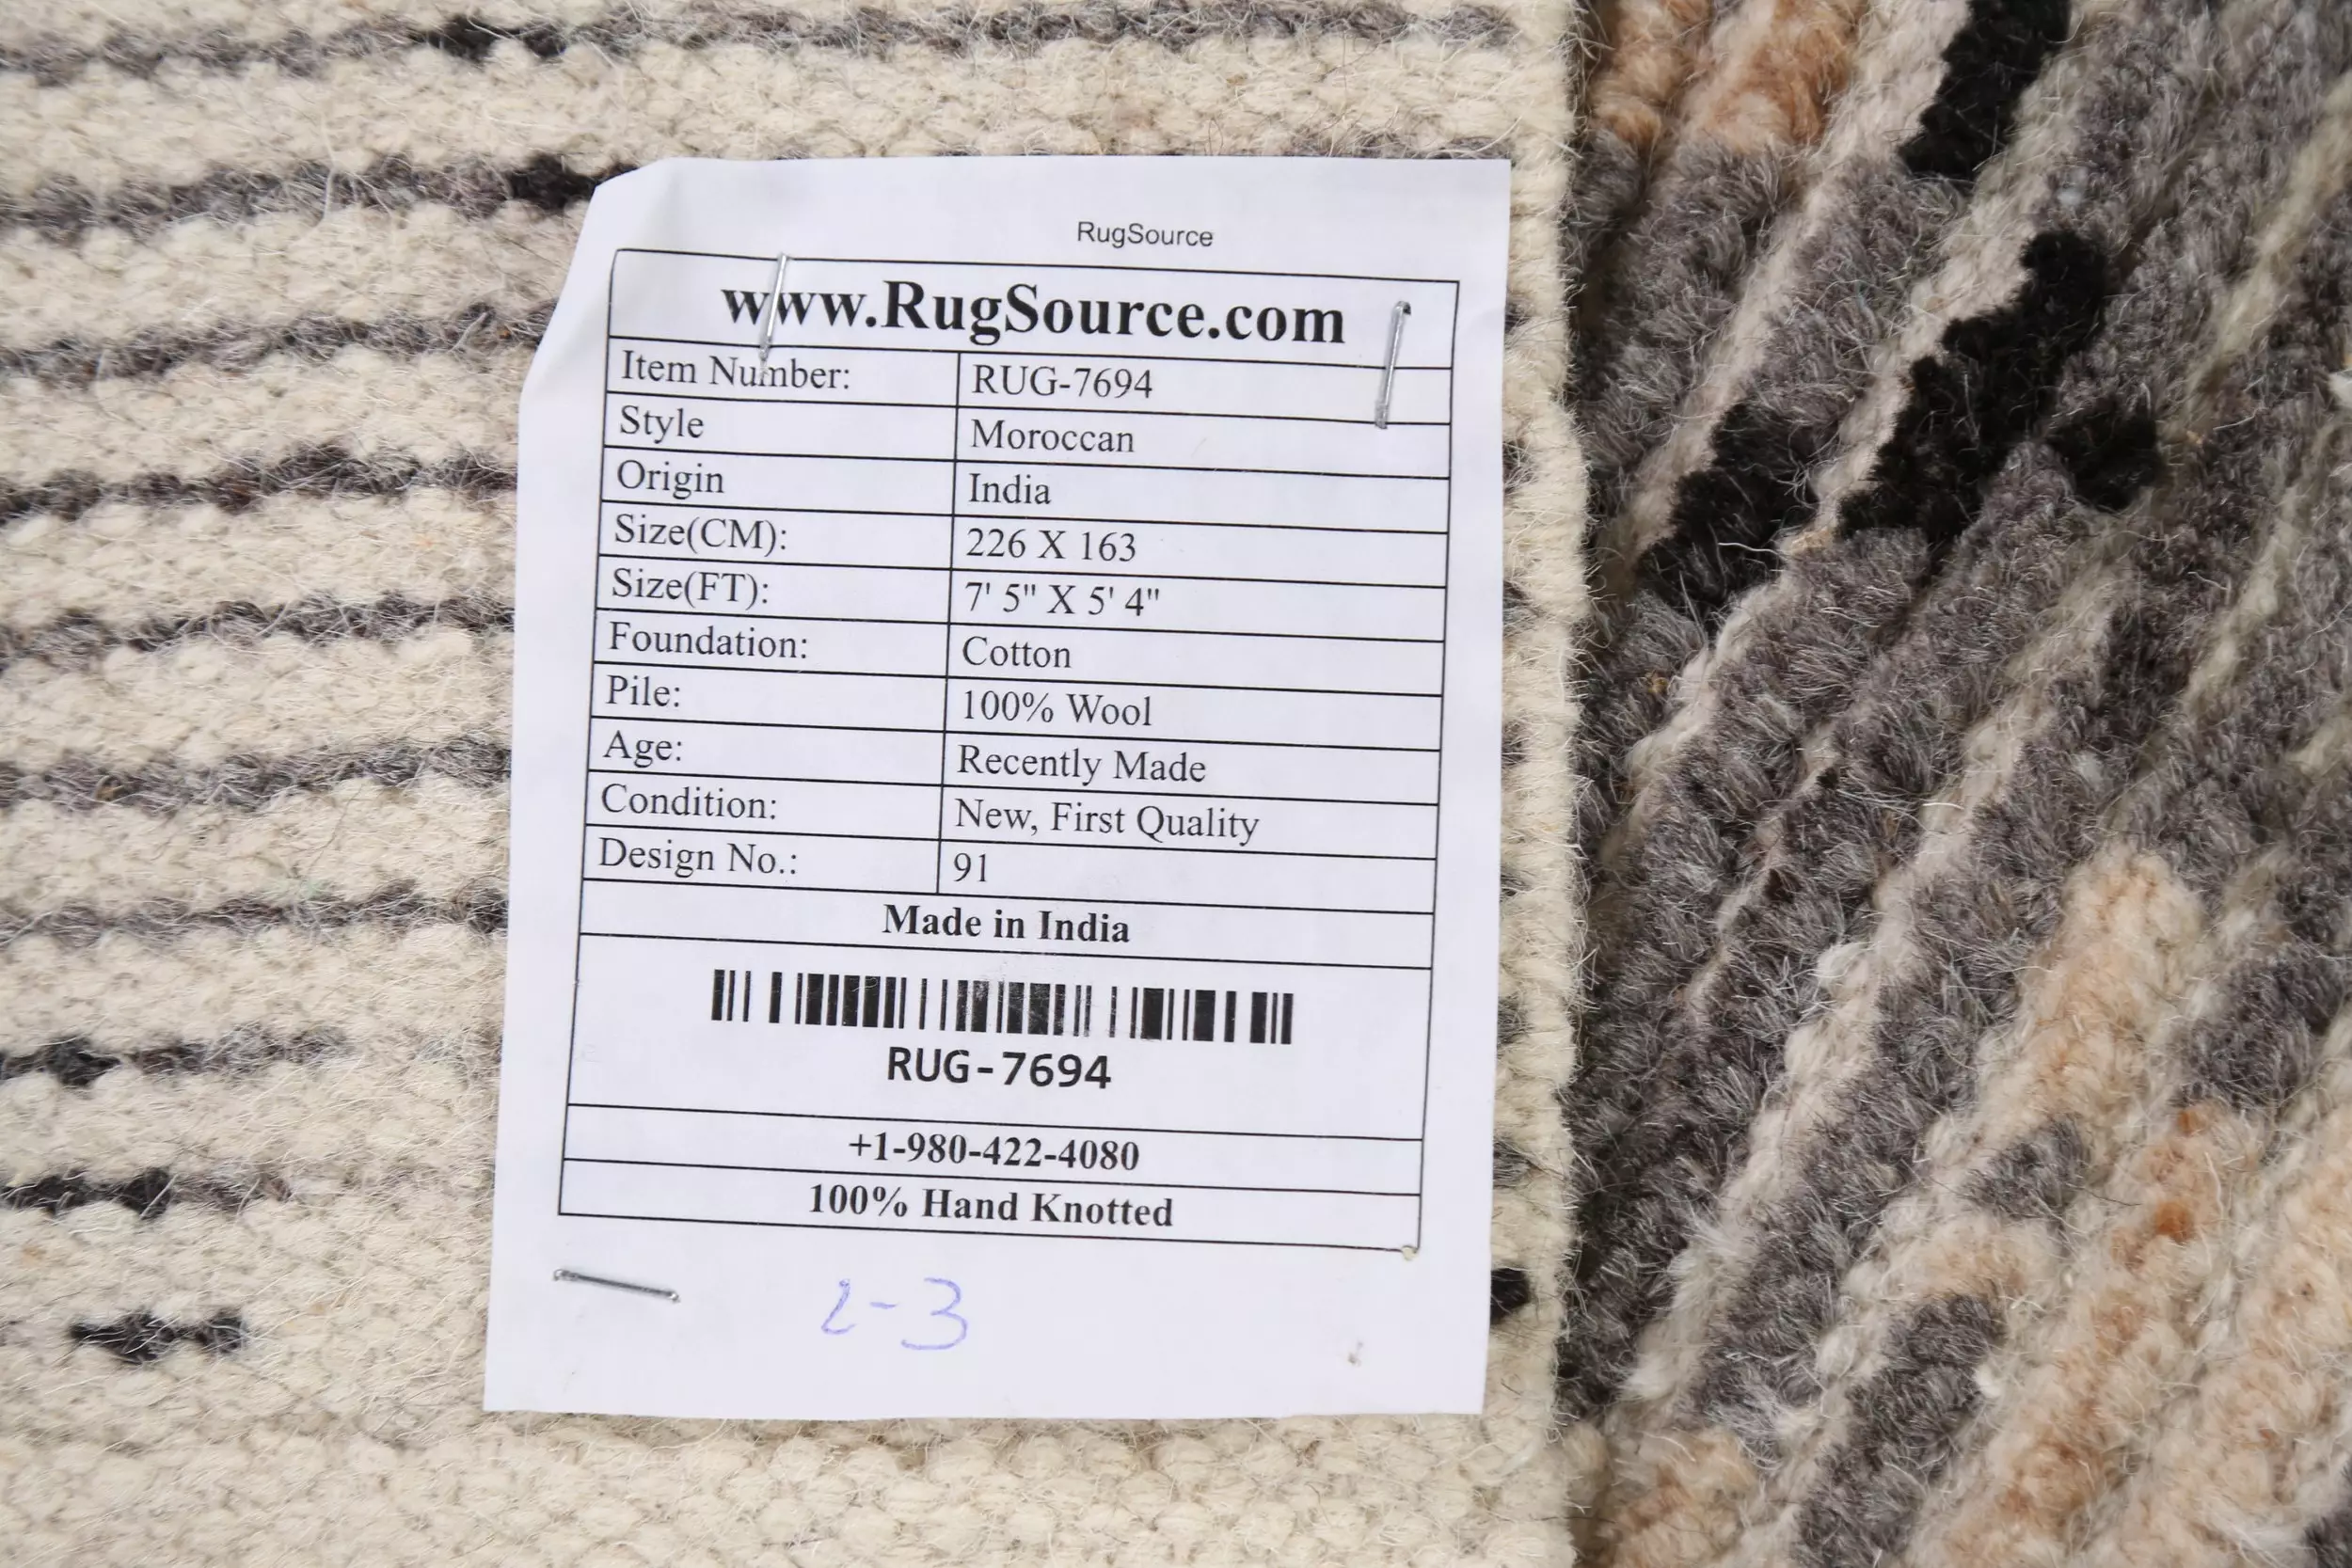 RugSource
www.RugSource.com
Item Number: RUG-7694
Style Moroccan
Origin India
Size(CM): 226 X 163
Size(FT): 7' 5" X 5' 4"
Foundation: Cotton
Pile: 100% Wool
Age: Recently Made
Condition: New, First Quality
Design No.: 91
Made in India
RUG-7694
+1-980-422-4080
100% Hand Knotted
2-3